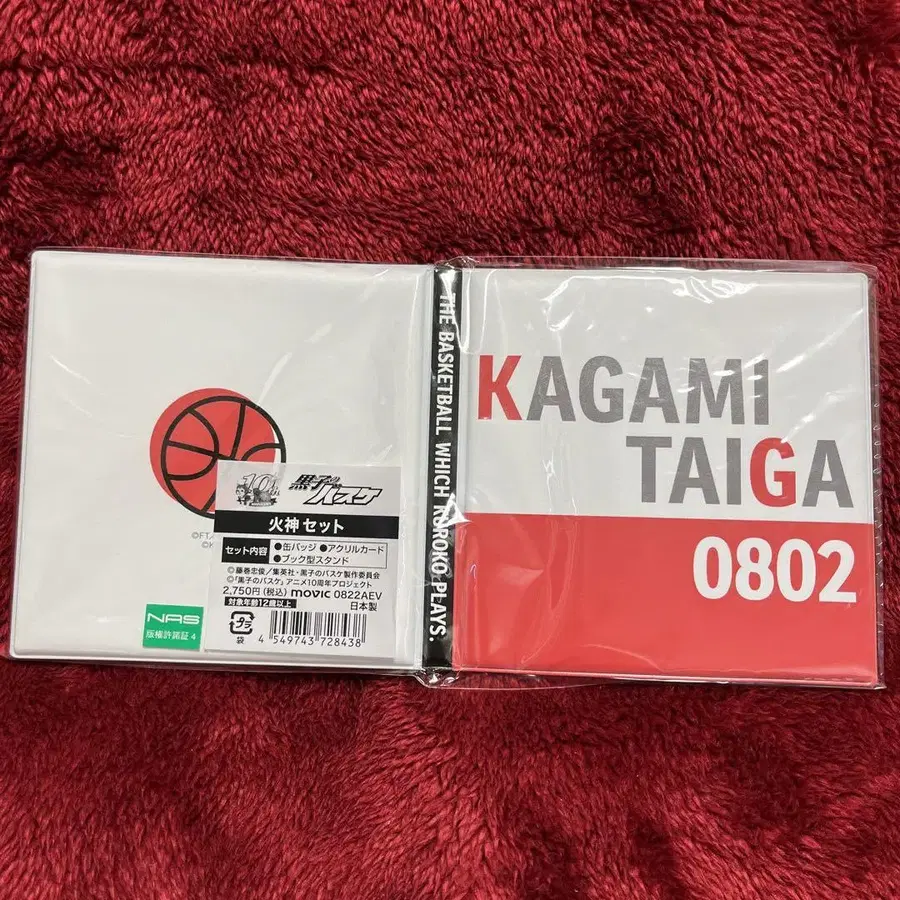 10th
黒子の
バスケ
火神セット
セット内容
●缶バッジ ●アクリルカード
●ブック型スタンド
©藤巻忠俊/集英社・黒子のバスケ製作委員会
©「黒子のバスケ」アニメ10周年プロジェクト
2,750円(税込) movic 0822AEV
対象年齢12歳以上
日本製
プラ
袋
4 549743 728438
NAS
版権許諾証 4
THE BASKETBALL WHICH KUROKO PLAYS.
KAGAMI
TAIGA
0802